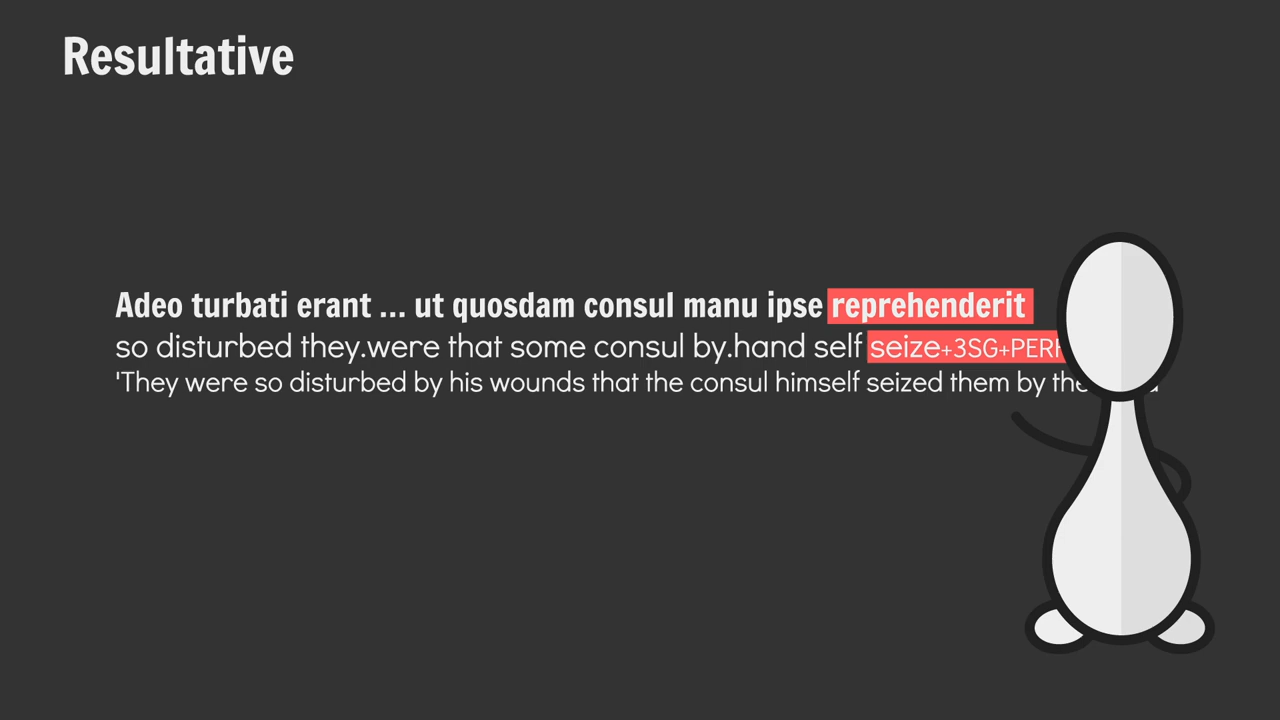 Resultative
Adeo turbati erant ... ut quosdam consul manu ipse reprehenderit
so disturbed they.were that some consul by.hand self seize+3SG+PERF
'They were so disturbed by his wounds that the consul himself seized them by the